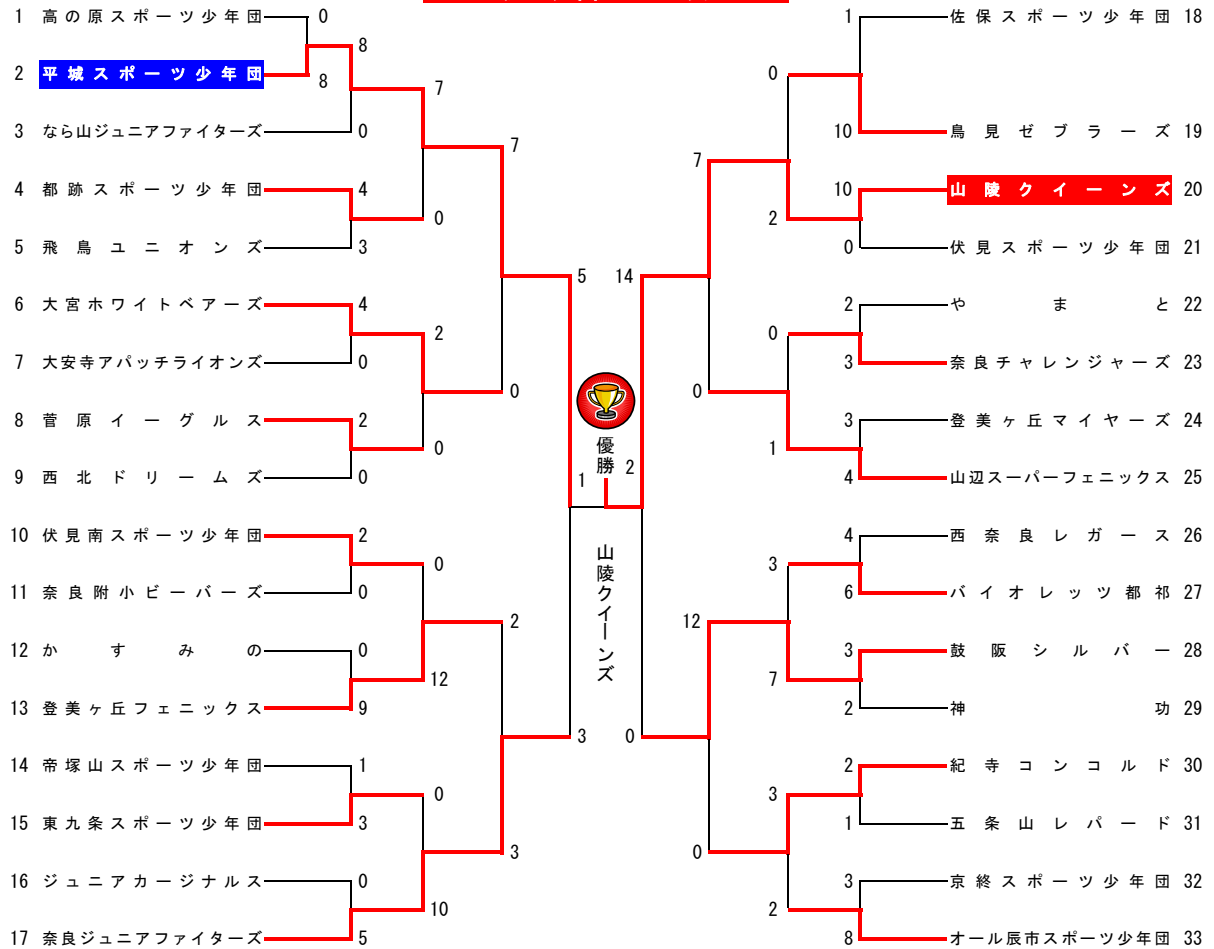 1 高の原スポーツ少年団 0
8
2 平城スポーツ少年団 8
7
3 なら山ジュニアファイターズ 0
7
4 都跡スポーツ少年団 4
0
5 飛鳥ユニオンズ 3
5
6 大宮ホワイトベアーズ 4
2
7 大安寺アパッチライオンズ 0
0
8 菅原イーグルス 2
0
9 西北ドリームズ 0
1
10 伏見南スポーツ少年団 2
0
11 奈良附小ビーバーズ 0
2
12 かすみの 0
12
13 登美ヶ丘フェニックス 9
3
14 帝塚山スポーツ少年団 1
0
15 東九条スポーツ少年団 3
3
16 ジュニアカージナルス 0
10
17 奈良ジュニアファイターズ 5
優勝
山陵クイーンズ
1 佐保スポーツ少年団 18
0
10 鳥見ゼブラーズ 19
7
10 山陵クイーンズ 20
2
0 伏見スポーツ少年団 21
14
2 やまと 22
0
3 奈良チャレンジャーズ 23
0
3 登美ヶ丘マイヤーズ 24
1
4 山辺スーパーフェニックス 25
2
4 西奈良レガース 26
3
6 バイオレッツ都祁 27
12
3 鼓阪シルバー 28
7
2 神功 29
0
2 紀寺コンコルド 30
3
1 五条山レパード 31
0
3 京終スポーツ少年団 32
2
8 オール辰市スポーツ少年団 33